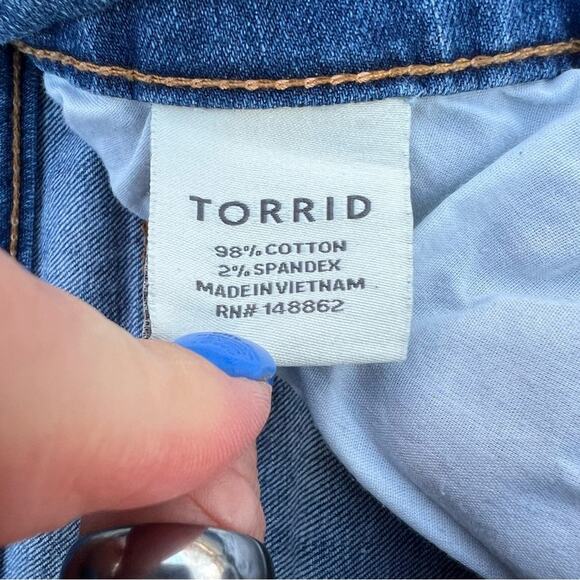 TORRID
98% COTTON
2% SPANDEX
MADE IN VIETNAM
RN# 148862